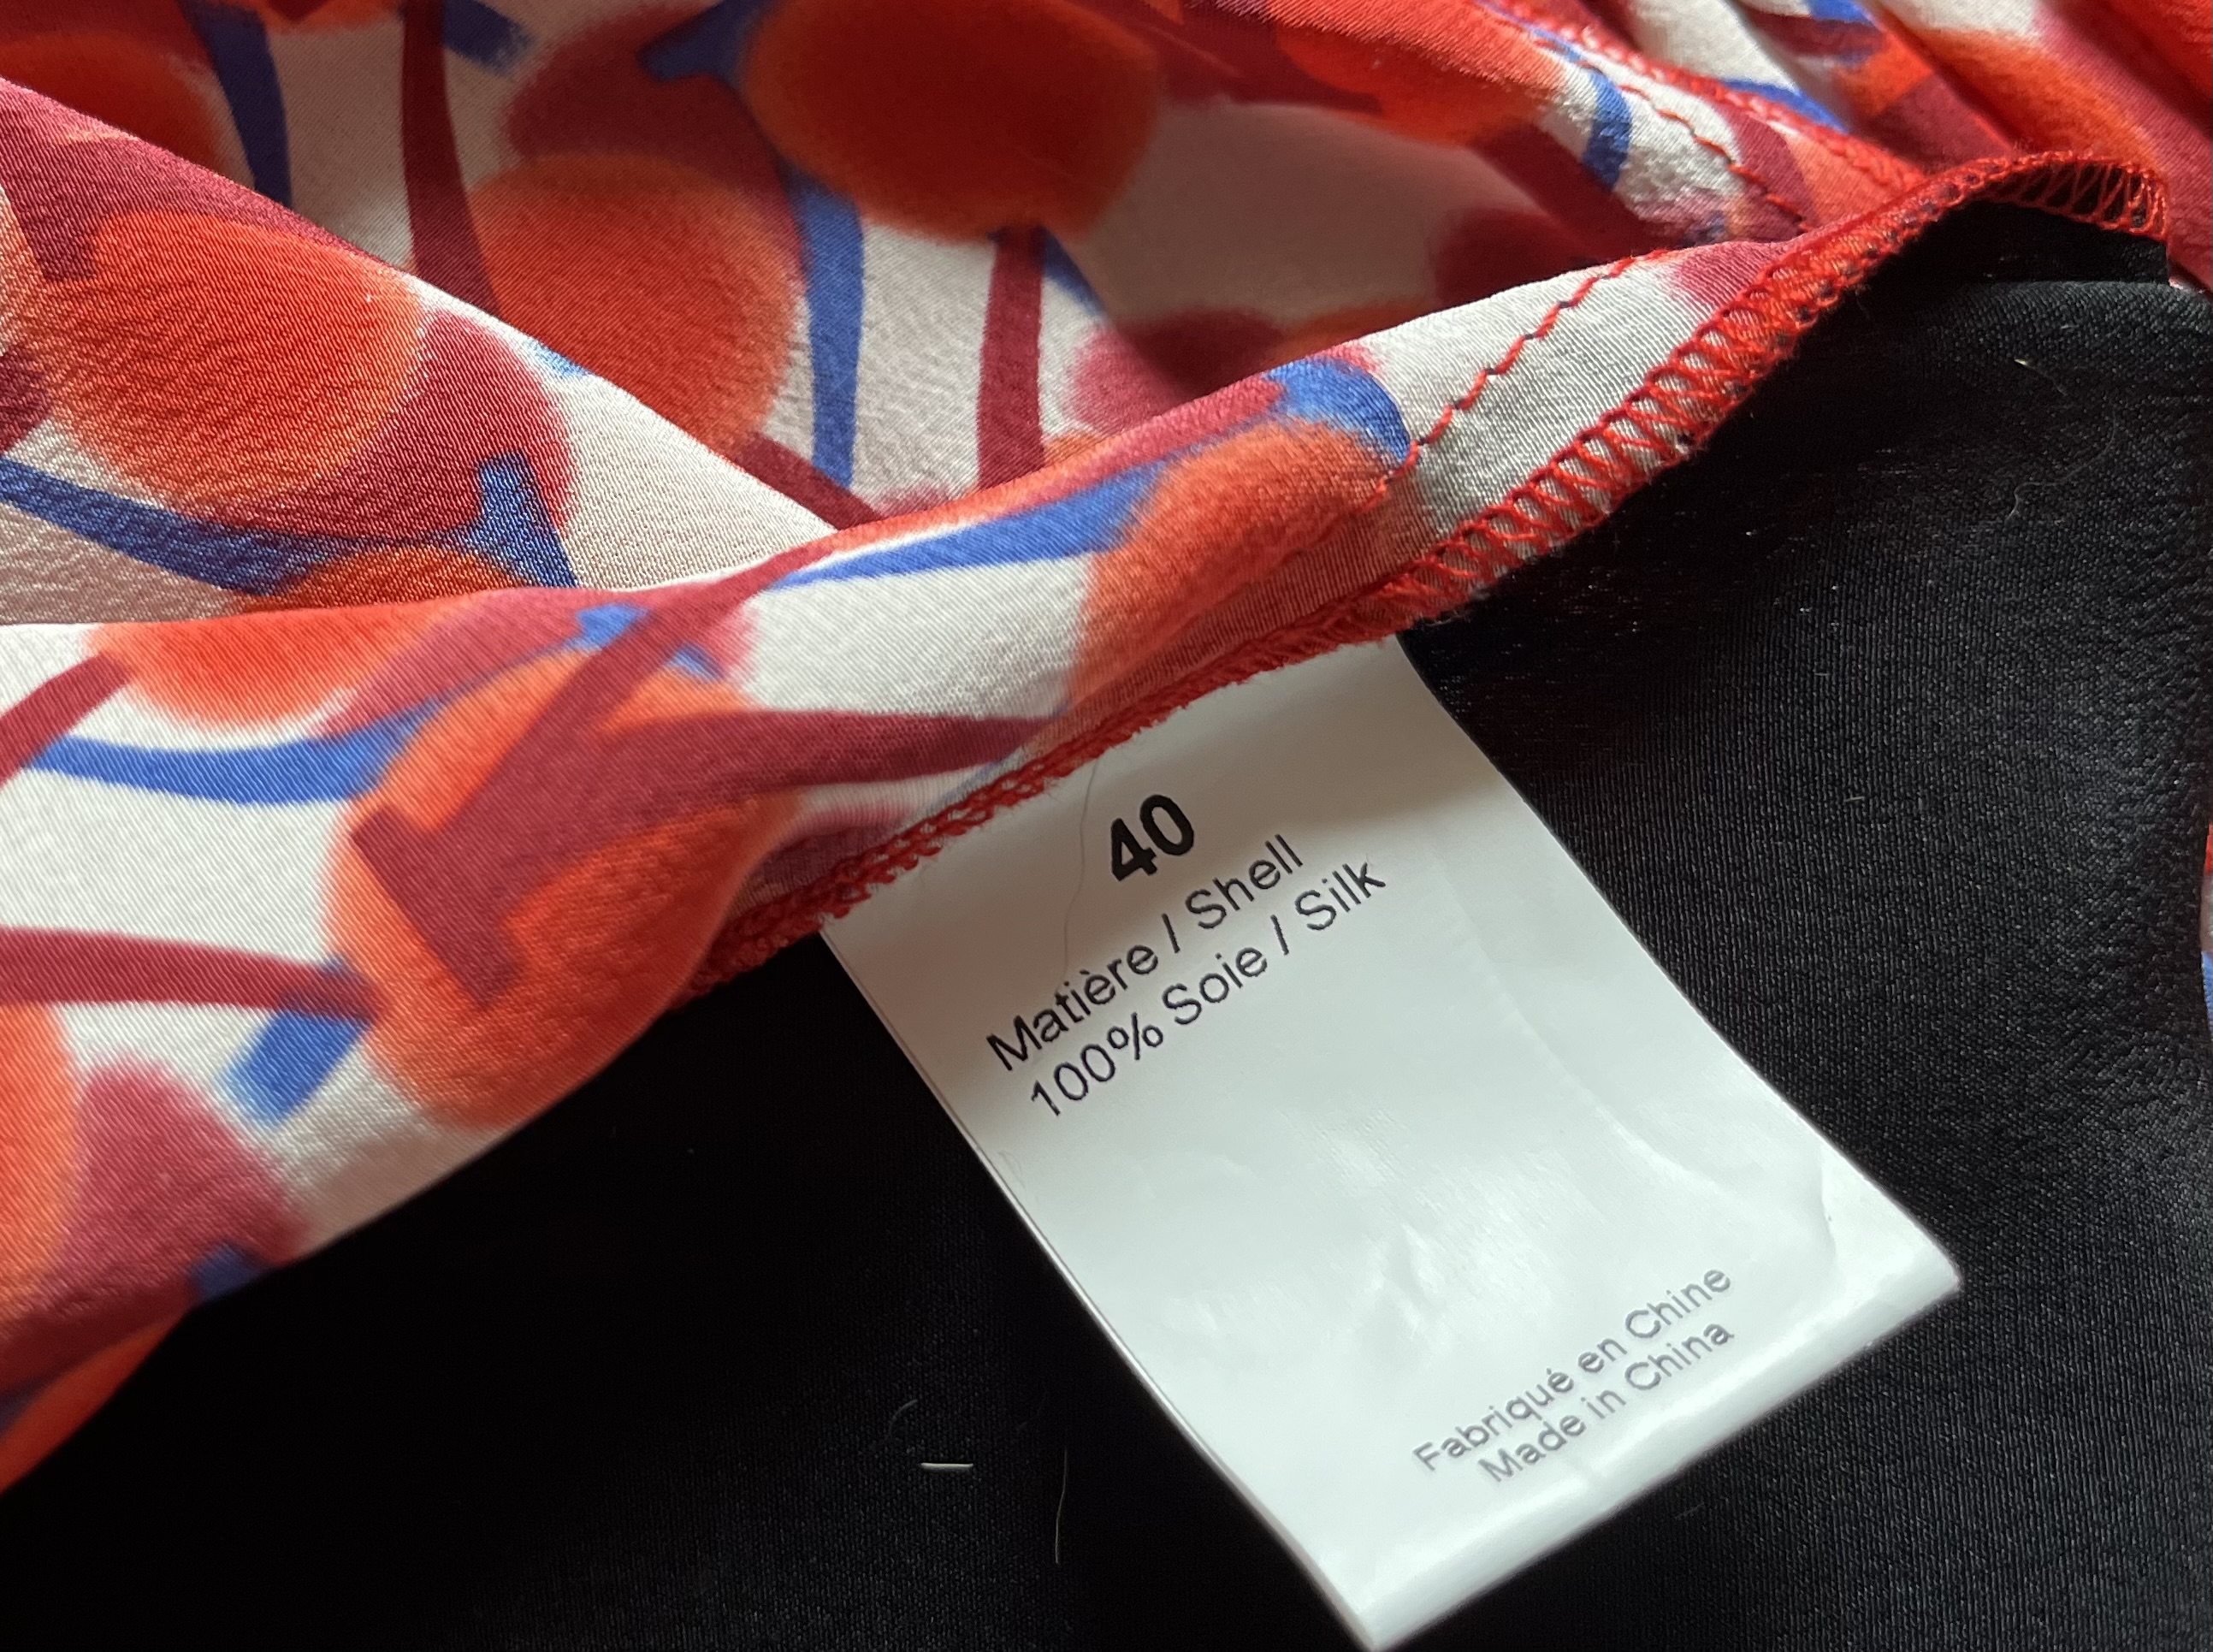 40
Matière / Shell
100% Soie / Silk
Fabriqué en Chine
Made in China